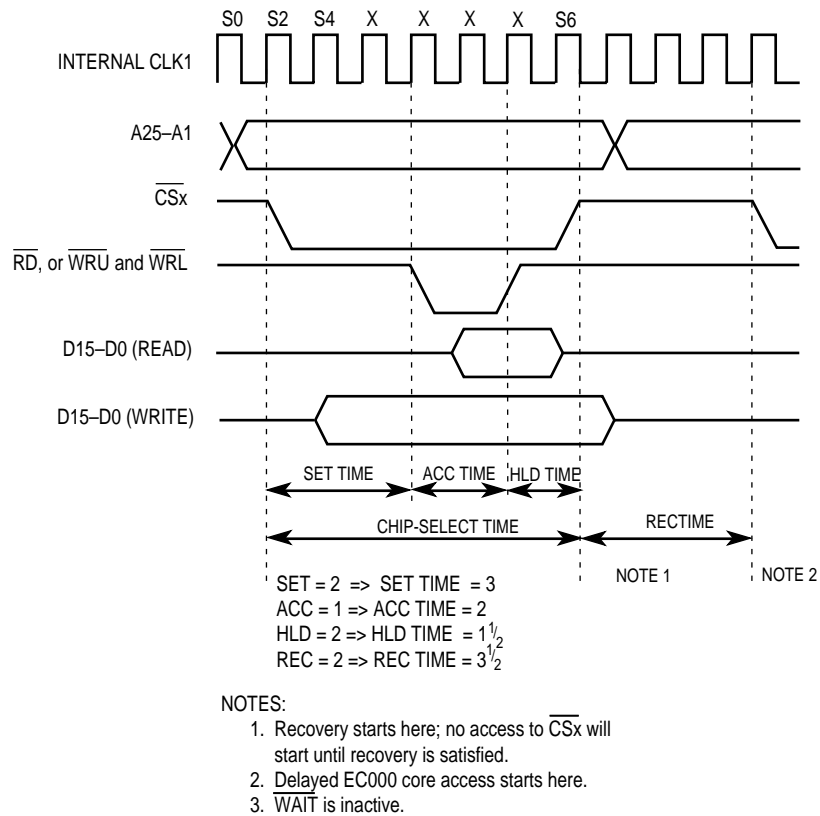 S0 S2 S4 X X X X S6
INTERNAL CLK1
A25–A1
CSx
RD, or WRU and WRL
D15–D0 (READ)
D15–D0 (WRITE)
SET TIME ACC TIME HLD TIME
CHIP-SELECT TIME RECTIME
NOTE 1 NOTE 2
SET = 2 => SET TIME = 3
ACC = 1 => ACC TIME = 2
HLD = 2 => HLD TIME = 1 1/2
REC = 2 => REC TIME = 3 1/2
NOTES:
1. Recovery starts here; no access to CSx will
start until recovery is satisfied.
2. Delayed EC000 core access starts here.
3. WAIT is inactive.